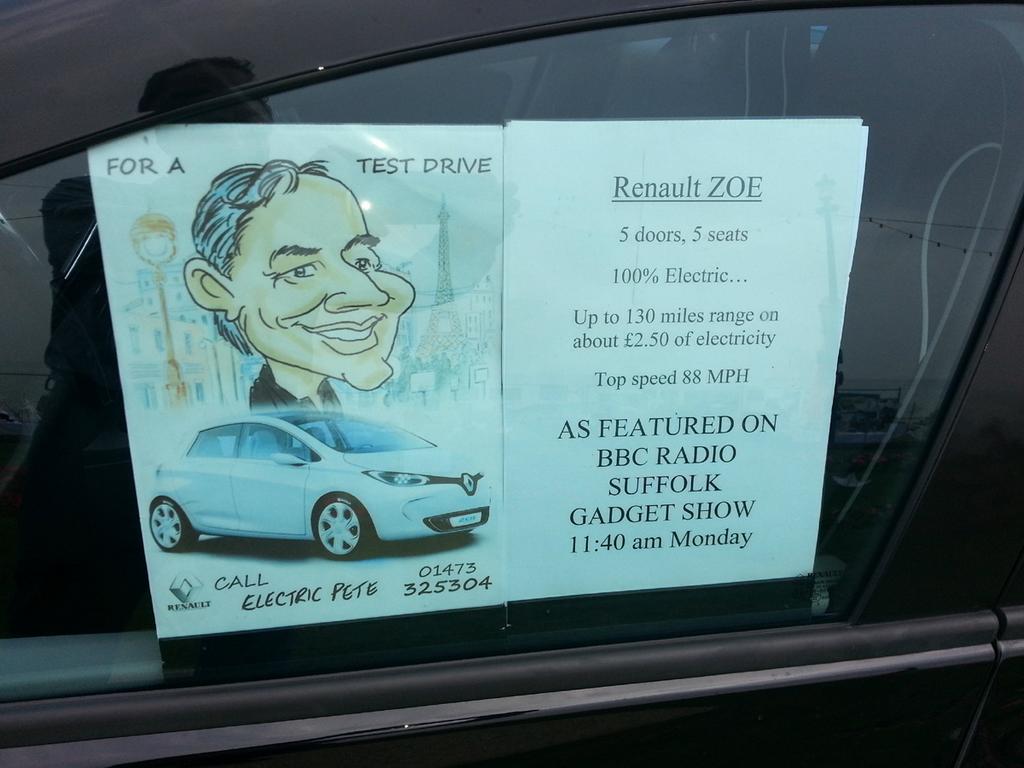 FOR A TEST DRIVE
ZOE
RENAULT
CALL
ELECTRIC PETE
01473
325304
Renault ZOE
5 doors, 5 seats
100% Electric...
Up to 130 miles range on
about £2.50 of electricity
Top speed 88 MPH
AS FEATURED ON
BBC RADIO
SUFFOLK
GADGET SHOW
11:40 am Monday
RENAULT